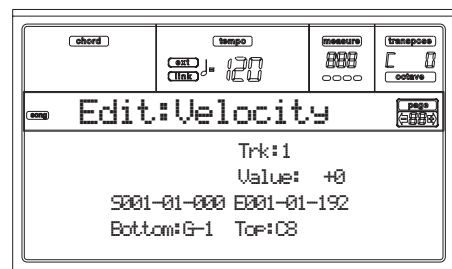 chord
tempo
measure
transpose
ext
link
♩= 120
888
C 0
octave
song
Edit:Velocity
page
88
Trk:1
Value: +0
S001-01-000 E001-01-192
Bottom:G-1 Top:C8